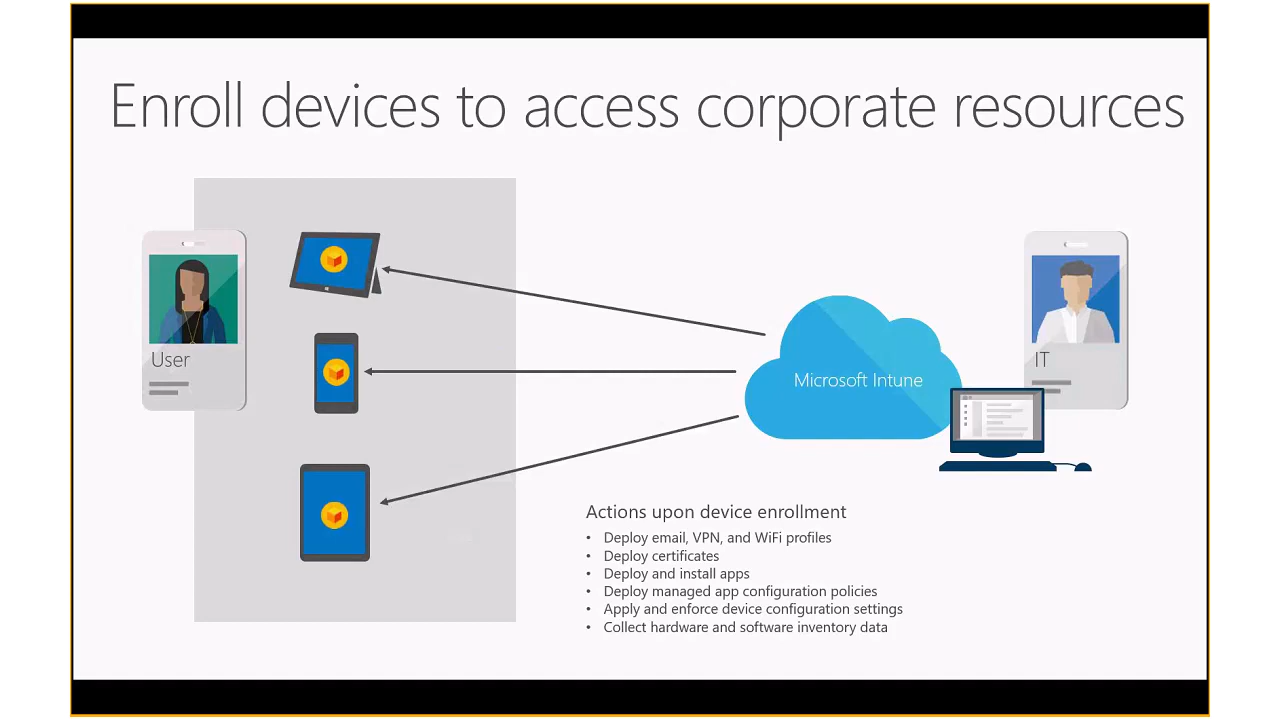 Enroll devices to access corporate resources
User
Microsoft Intune
IT
Actions upon device enrollment
• Deploy email, VPN, and WiFi profiles
• Deploy certificates
• Deploy and install apps
• Deploy managed app configuration policies
• Apply and enforce device configuration settings
• Collect hardware and software inventory data